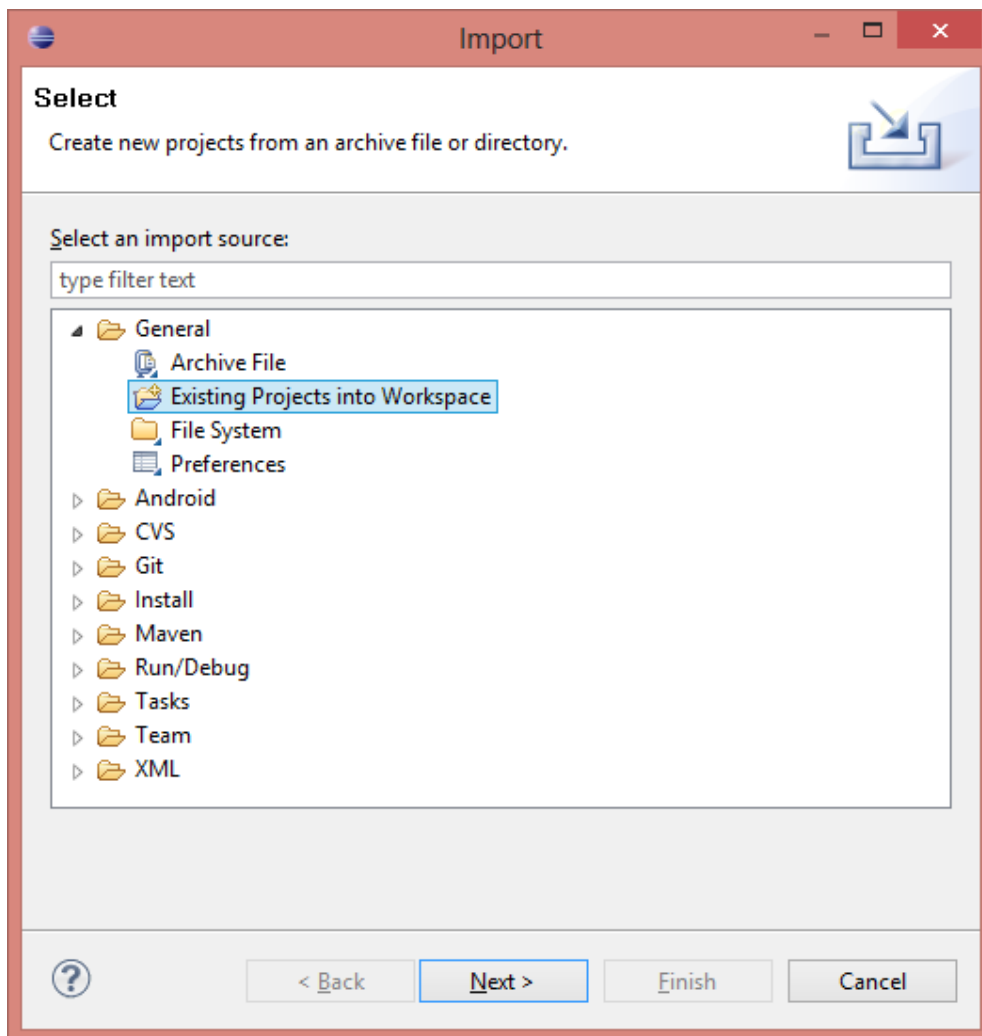 Import
Select
Create new projects from an archive file or directory.
Select an import source:
type filter text
General
Archive File
Existing Projects into Workspace
File System
Preferences
Android
CVS
Git
Install
Maven
Run/Debug
Tasks
Team
XML
? < Back Next > Finish Cancel